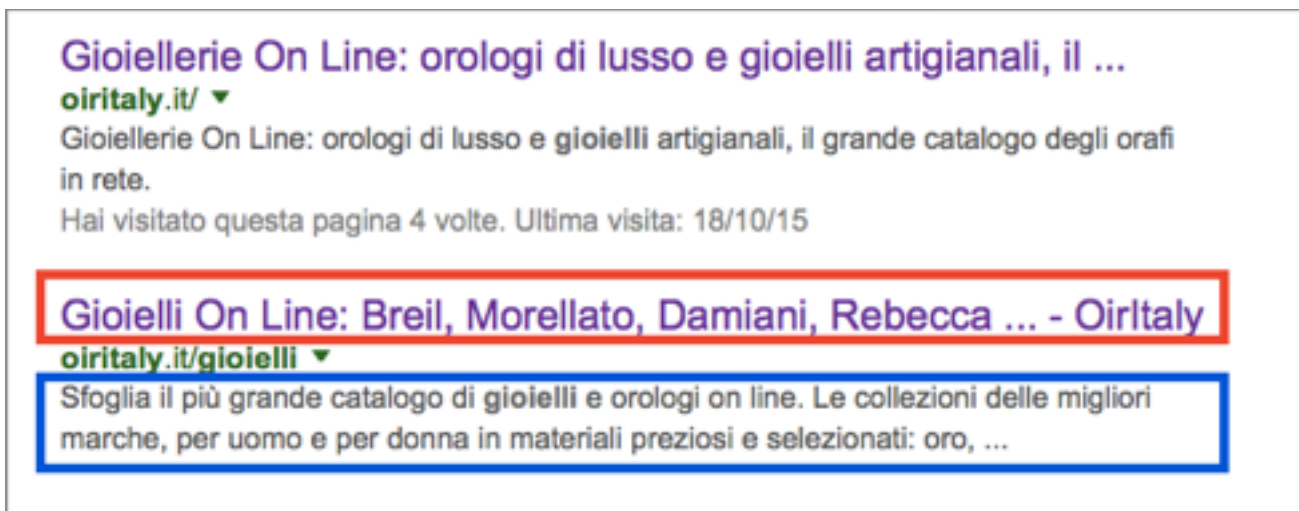 Gioiellerie On Line: orologi di lusso e gioielli artigianali, il ...
oiritaly.it/ ▼
Gioiellerie On Line: orologi di lusso e gioielli artigianali, il grande catalogo degli orafi
in rete.
Hai visitato questa pagina 4 volte. Ultima visita: 18/10/15
Gioielli On Line: Breil, Morellato, Damiani, Rebecca ... - OirItaly
oiritaly.it/gioielli ▼
Sfoglia il più grande catalogo di gioielli e orologi on line. Le collezioni delle migliori
marche, per uomo e per donna in materiali preziosi e selezionati: oro, ...